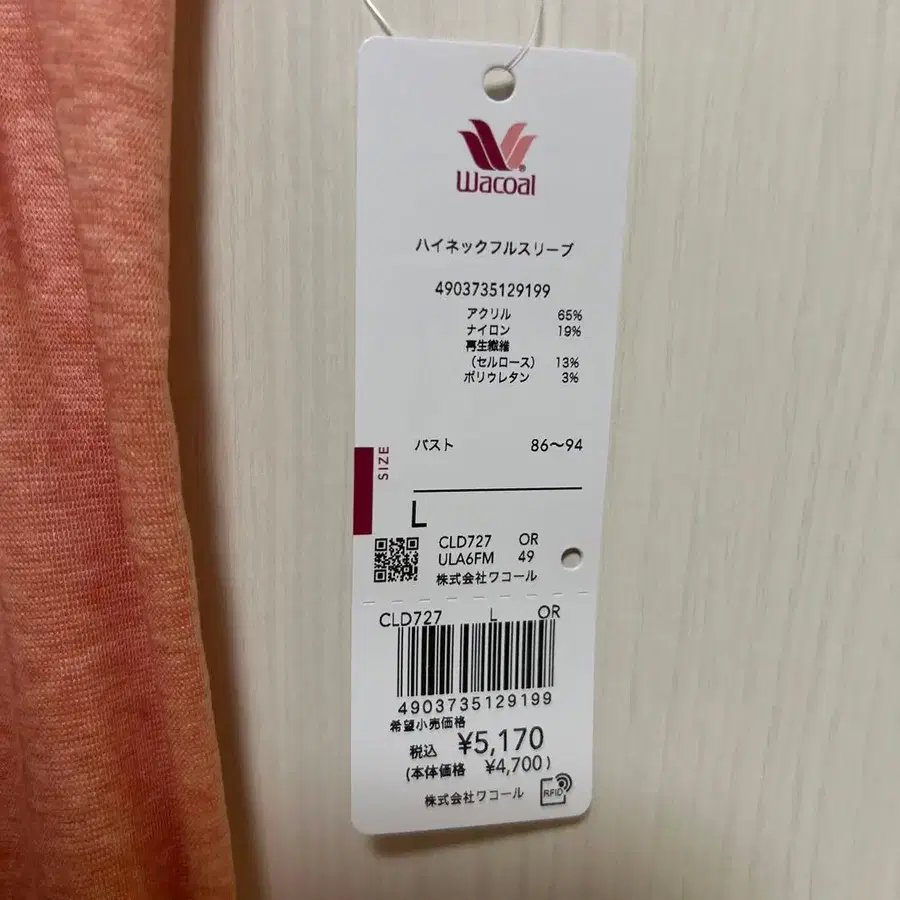 Wacoal
ハイネックフルスリーブ
4903735129199
アクリル 65%
ナイロン 19%
再生繊維
（セルロース） 13%
ポリウレタン 3%
バスト 86～94
SIZE
L
CLD727 OR
ULA6FM 49
株式会社ワコール
CLD727 L OR
4903735129199
希望小売価格
税込 ¥5,170
(本体価格 ¥4,700)
株式会社ワコール
RFID